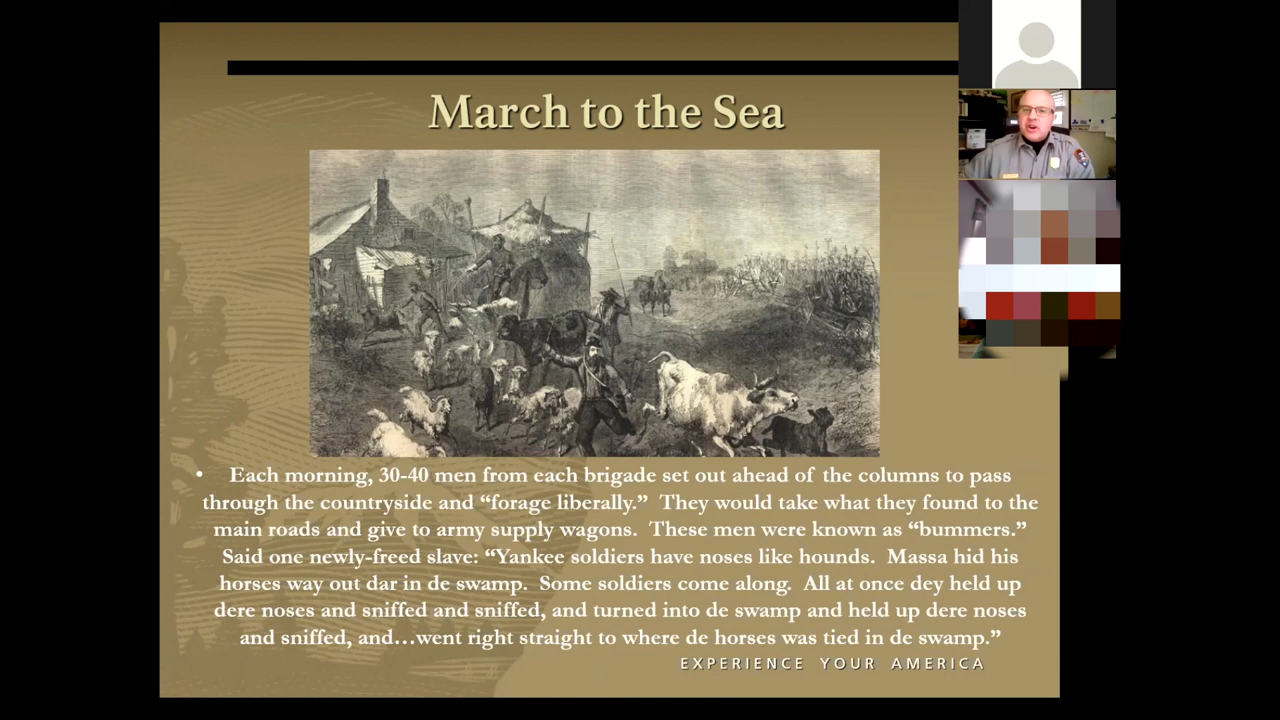 March to the Sea
• Each morning, 30-40 men from each brigade set out ahead of the columns to pass
through the countryside and “forage liberally.” They would take what they found to the
main roads and give to army supply wagons. These men were known as “bummers.”
Said one newly-freed slave: “Yankee soldiers have noses like hounds. Massa hid his
horses way out dar in de swamp. Some soldiers come along. All at once dey held up
dere noses and sniffed and sniffed, and turned into de swamp and held up dere noses
and sniffed, and…went right straight to where de horses was tied in de swamp.”
EXPERIENCE YOUR AMERICA